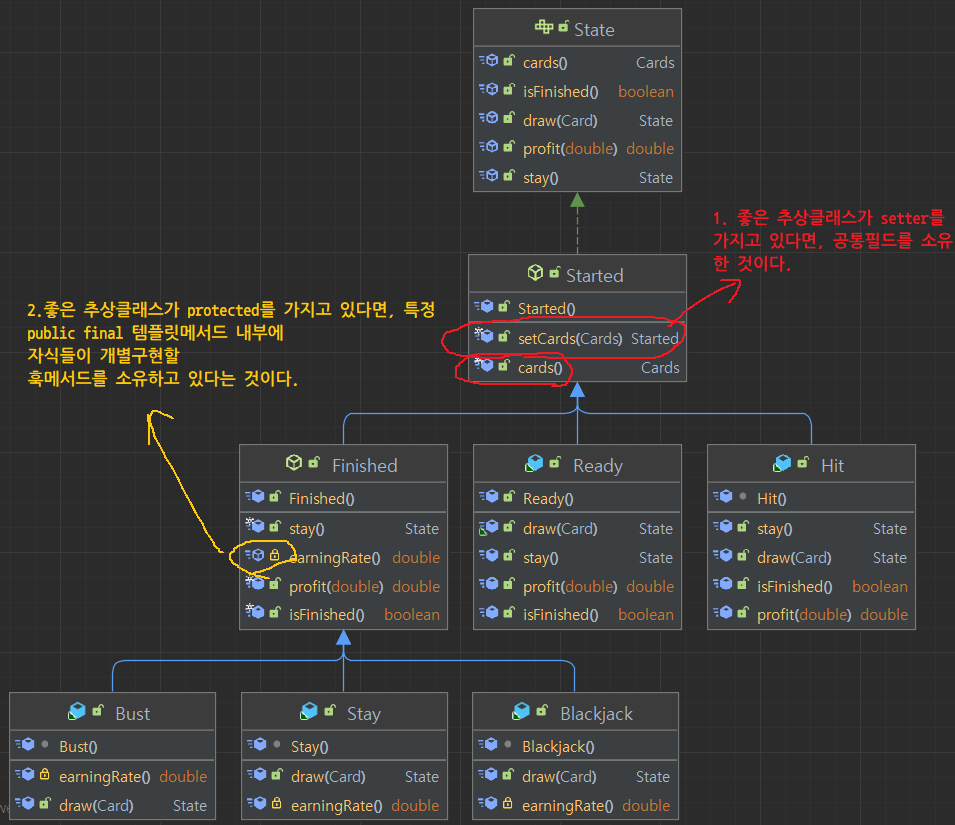 State
cards() Cards
isFinished() boolean
draw(Card) State
profit(double) double
stay() State
1. 좋은 추상클래스가 setter를
가지고 있다면, 공통필드를 소유
한 것이다.
Started
Started()
setCards(Cards) Started
cards() Cards
2.좋은 추상클래스가 protected를 가지고 있다면, 특정
public final 템플릿메서드 내부에
자식들이 개별구현할
훅메서드를 소유하고 있다는 것이다.
Finished
Finished()
stay() State
earningRate() double
profit(double) double
isFinished() boolean
Ready
Ready()
draw(Card) State
stay() State
profit(double) double
isFinished() boolean
Hit
Hit()
stay() State
draw(Card) State
isFinished() boolean
profit(double) double
Bust
Bust()
earningRate() double
draw(Card) State
Stay
Stay()
draw(Card) State
earningRate() double
Blackjack
Blackjack()
draw(Card) State
earningRate() double